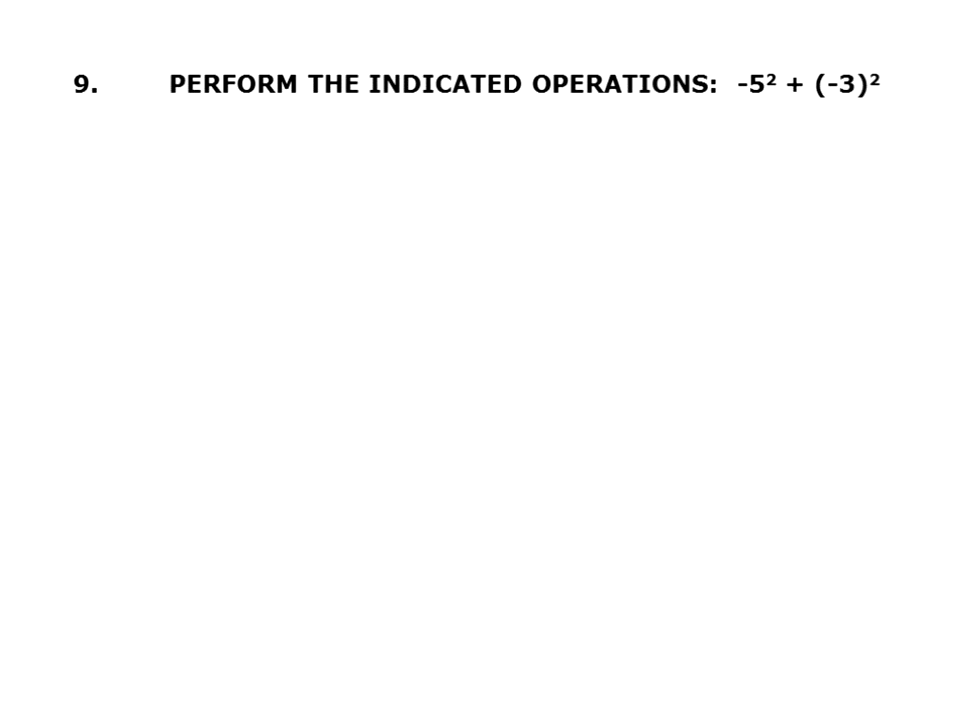 9. PERFORM THE INDICATED OPERATIONS: -5² + (-3)²